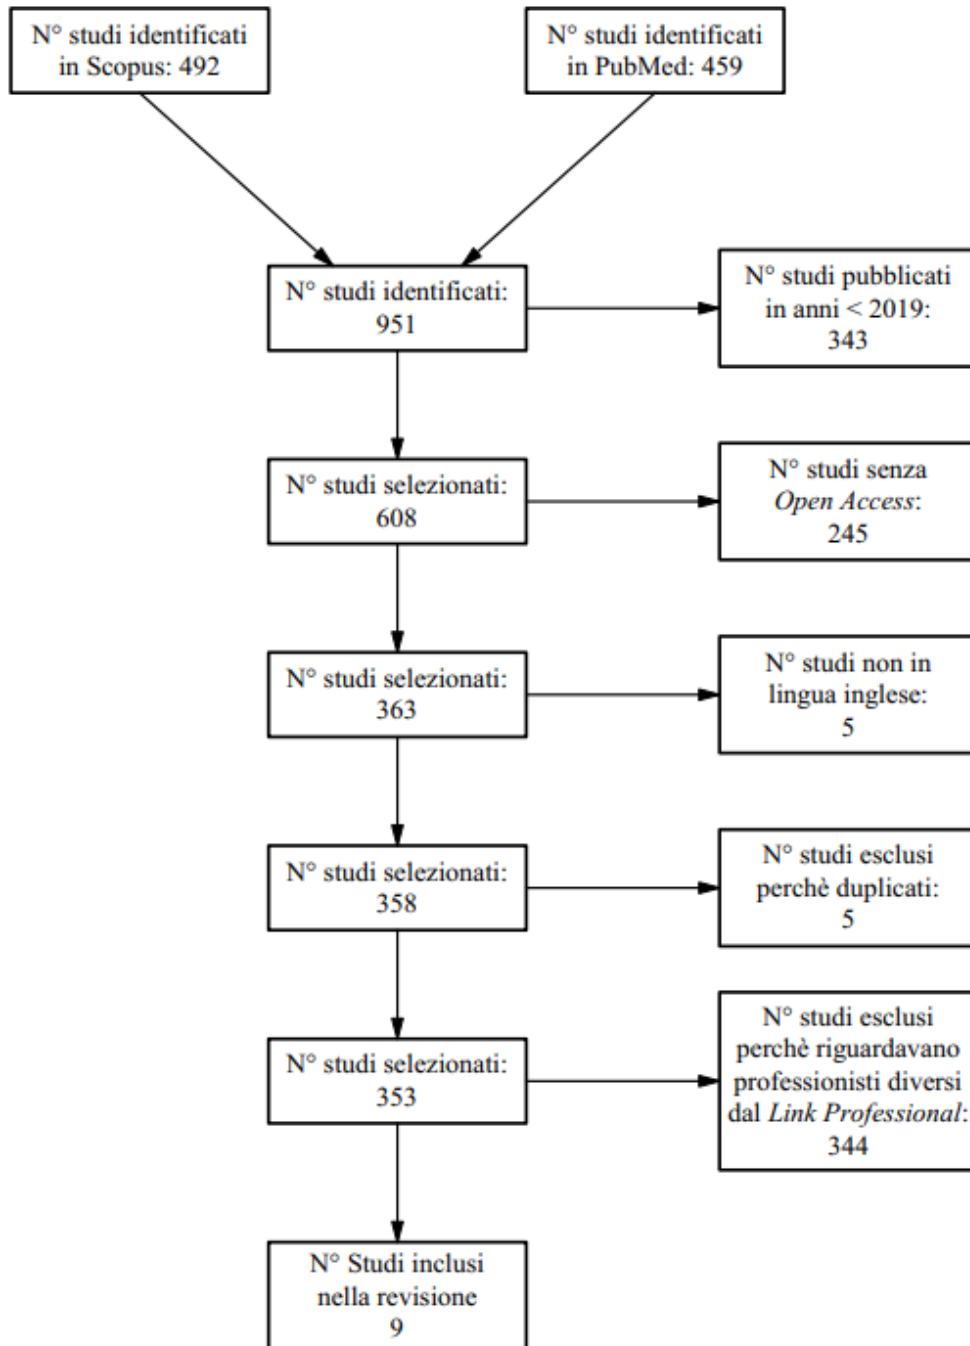 N° studi identificati
in Scopus: 492
N° studi identificati
in PubMed: 459
N° studi identificati:
951
N° studi pubblicati
in anni < 2019:
343
N° studi selezionati:
608
N° studi senza
Open Access:
245
N° studi selezionati:
363
N° studi non in
lingua inglese:
5
N° studi selezionati:
358
N° studi esclusi
perchè duplicati:
5
N° studi selezionati:
353
N° studi esclusi
perchè riguardavano
professionisti diversi
dal Link Professional:
344
N° Studi inclusi
nella revisione
9